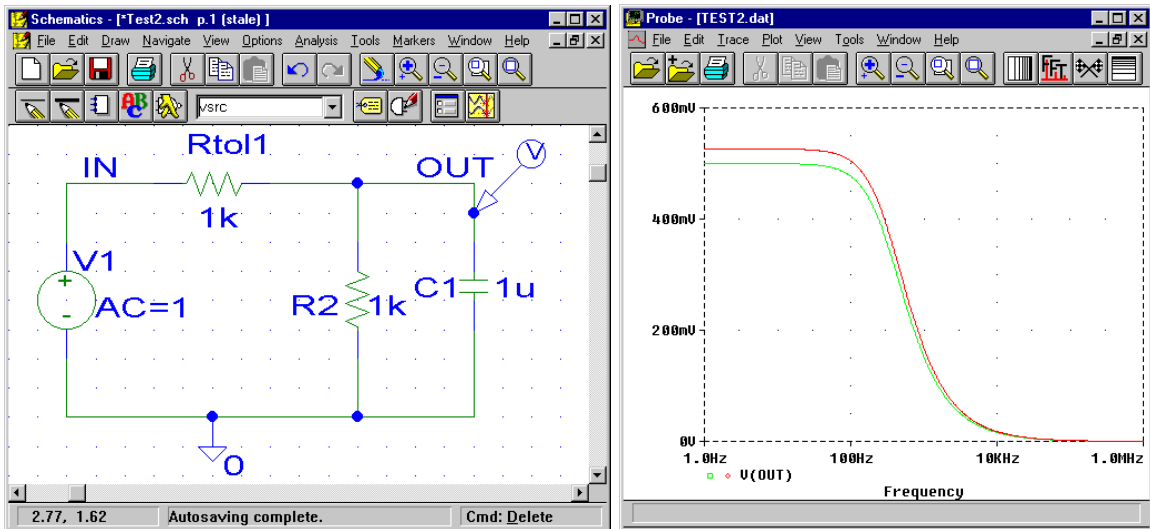 Schematics - [*Test2.sch p.1 (stale) ]
File Edit Draw Navigate View Options Analysis Tools Markers Window Help
ABC
vsrc
Rtol1
IN
OUT
V
1k
V1
+
-
AC=1
R2
1k
C1
1u
0
2.77, 1.62
Autosaving complete.
Cmd: Delete
Probe - [TEST2.dat]
File Edit Trace Plot View Tools Window Help
FFT
600mV
400mV
200mV
0V
1.0Hz
100Hz
10KHz
1.0MHz
V(OUT)
Frequency